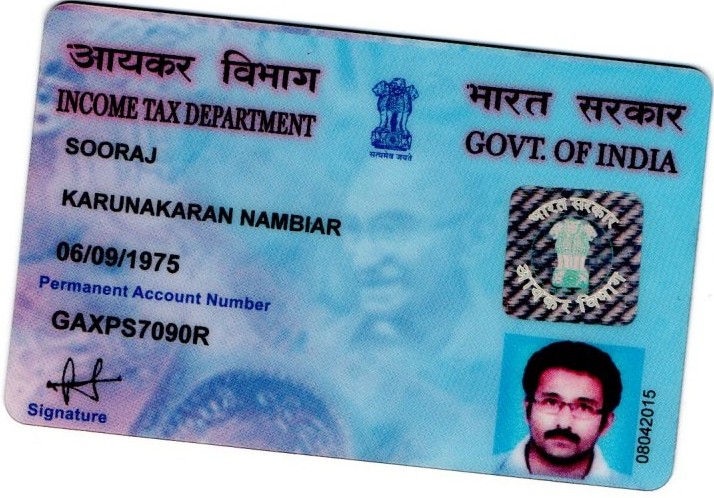 आयकर विभाग
INCOME TAX DEPARTMENT
भारत सरकार
GOVT. OF INDIA
सत्यमेव जयते
SOORAJ
KARUNAKARAN NAMBIAR
06/09/1975
Permanent Account Number
GAXPS7090R
Signature
भारत सरकार
आयकर विभाग
08042015